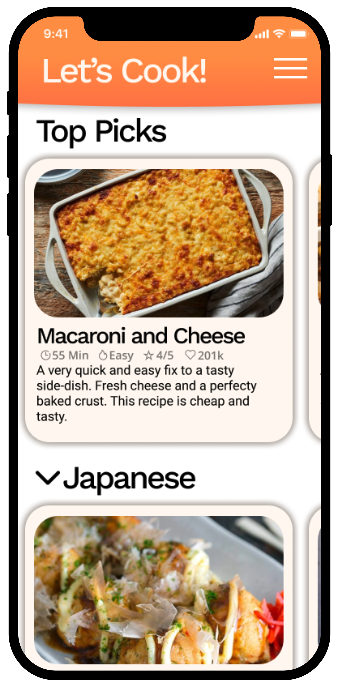 9:41
Let's Cook!
Top Picks
Macaroni and Cheese
55 Min Easy 4/5 201k
A very quick and easy fix to a tasty
side-dish. Fresh cheese and a perfecty
baked crust. This recipe is cheap and
tasty.
Japanese